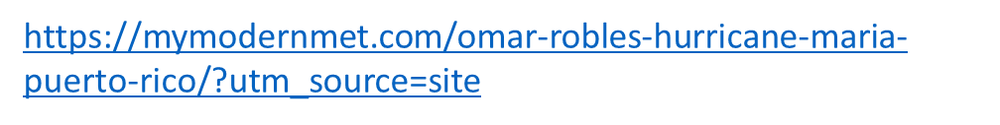 https://mymodernmet.com/omar-robles-hurricane-maria-
puerto-rico/?utm_source=site